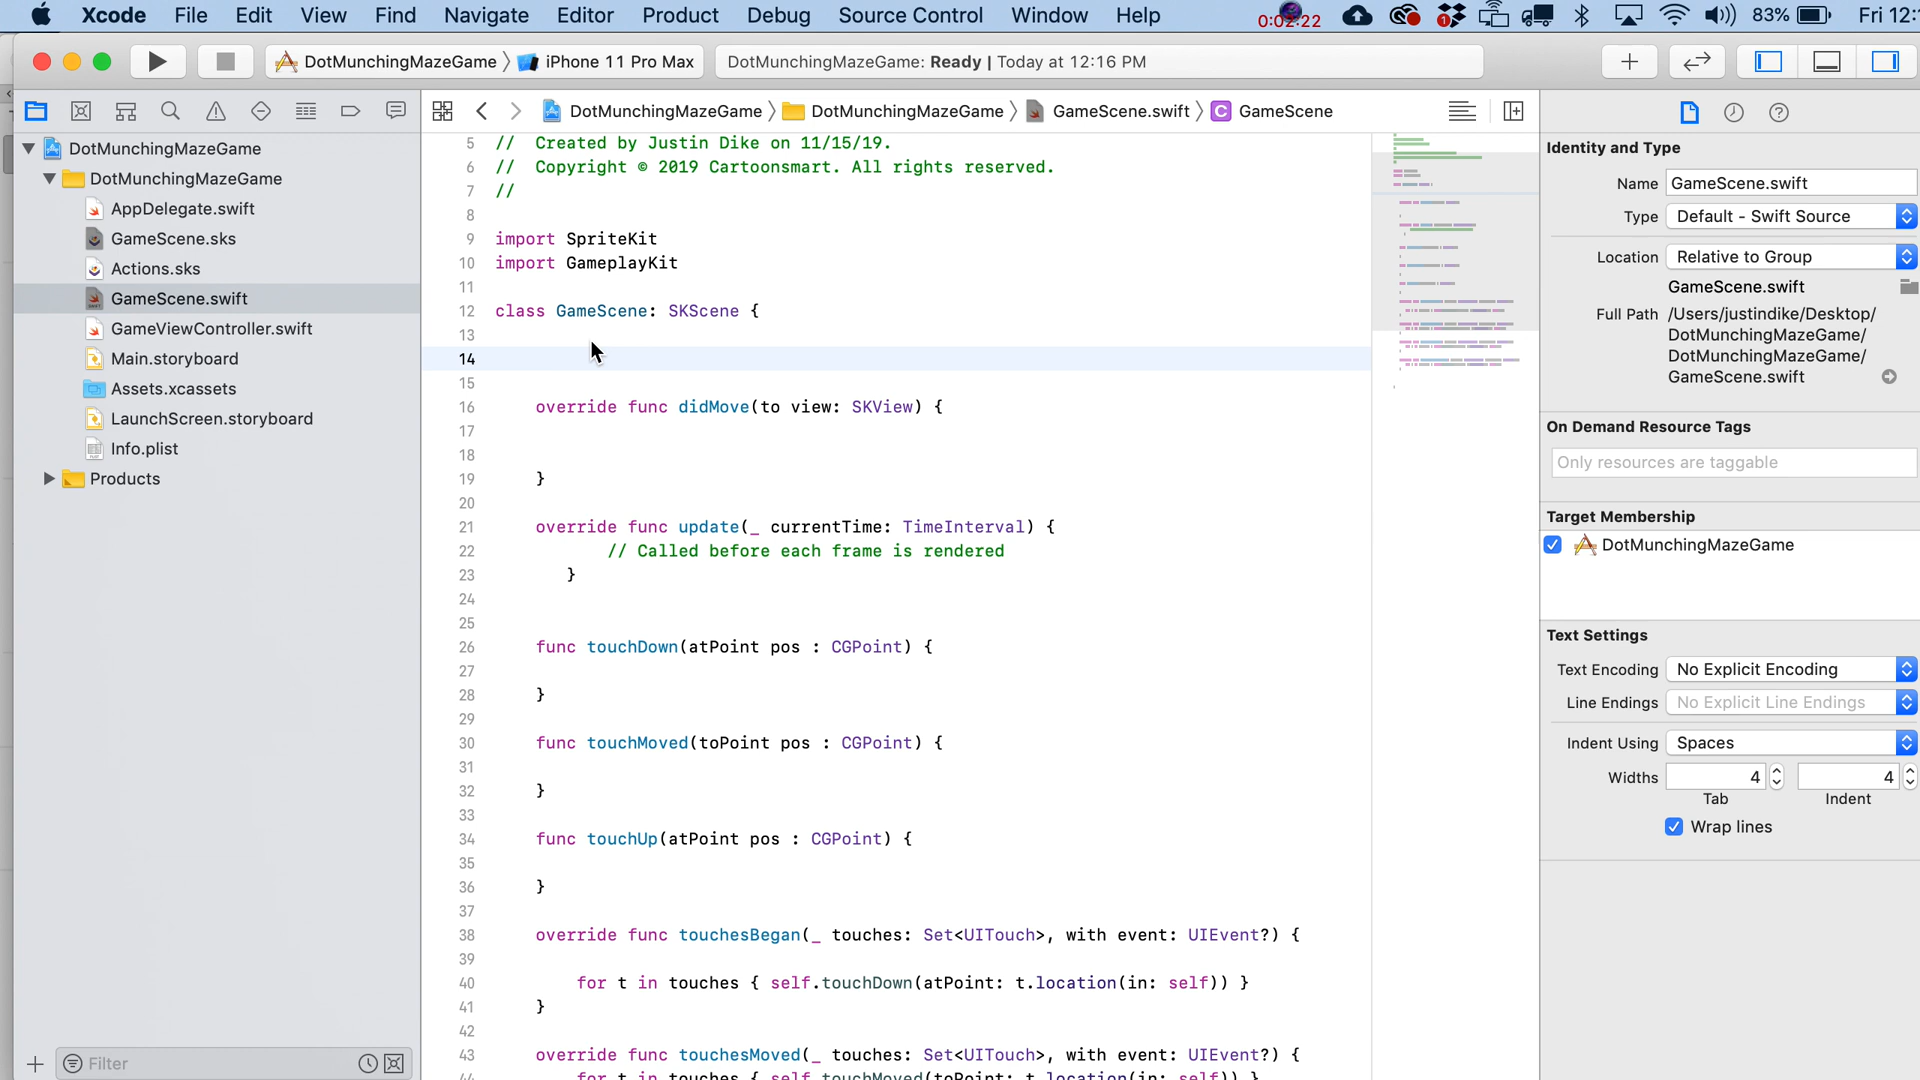 Xcode File Edit View Find Navigate Editor Product Debug Source Control Window Help 0:02:22 1 83% Fri 12:
DotMunchingMazeGame iPhone 11 Pro Max DotMunchingMazeGame: Ready | Today at 12:16 PM
DotMunchingMazeGame DotMunchingMazeGame GameScene.swift C GameScene
DotMunchingMazeGame
DotMunchingMazeGame
AppDelegate.swift
GameScene.sks
Actions.sks
GameScene.swift
GameViewController.swift
Main.storyboard
Assets.xcassets
LaunchScreen.storyboard
Info.plist
Products
Filter
5 // Created by Justin Dike on 11/15/19.
6 // Copyright © 2019 Cartoonsmart. All rights reserved.
7 //
8
9 import SpriteKit
10 import GameplayKit
11
12 class GameScene: SKScene {
13
14
15
16 override func didMove(to view: SKView) {
17
18
19 }
20
21 override func update(_ currentTime: TimeInterval) {
22 // Called before each frame is rendered
23 }
24
25
26 func touchDown(atPoint pos : CGPoint) {
27
28 }
29
30 func touchMoved(toPoint pos : CGPoint) {
31
32 }
33
34 func touchUp(atPoint pos : CGPoint) {
35
36 }
37
38 override func touchesBegan(_ touches: Set<UITouch>, with event: UIEvent?) {
39
40 for t in touches { self.touchDown(atPoint: t.location(in: self)) }
41 }
42
43 override func touchesMoved(_ touches: Set<UITouch>, with event: UIEvent?) {
44 for t in touches { self.touchMoved(toPoint: t.location(in: self)) }
Identity and Type
Name GameScene.swift
Type Default - Swift Source
Location Relative to Group
GameScene.swift
Full Path /Users/justindike/Desktop/
DotMunchingMazeGame/
DotMunchingMazeGame/
GameScene.swift
On Demand Resource Tags
Only resources are taggable
Target Membership
DotMunchingMazeGame
Text Settings
Text Encoding No Explicit Encoding
Line Endings No Explicit Line Endings
Indent Using Spaces
Widths 4 4
Tab Indent
Wrap lines